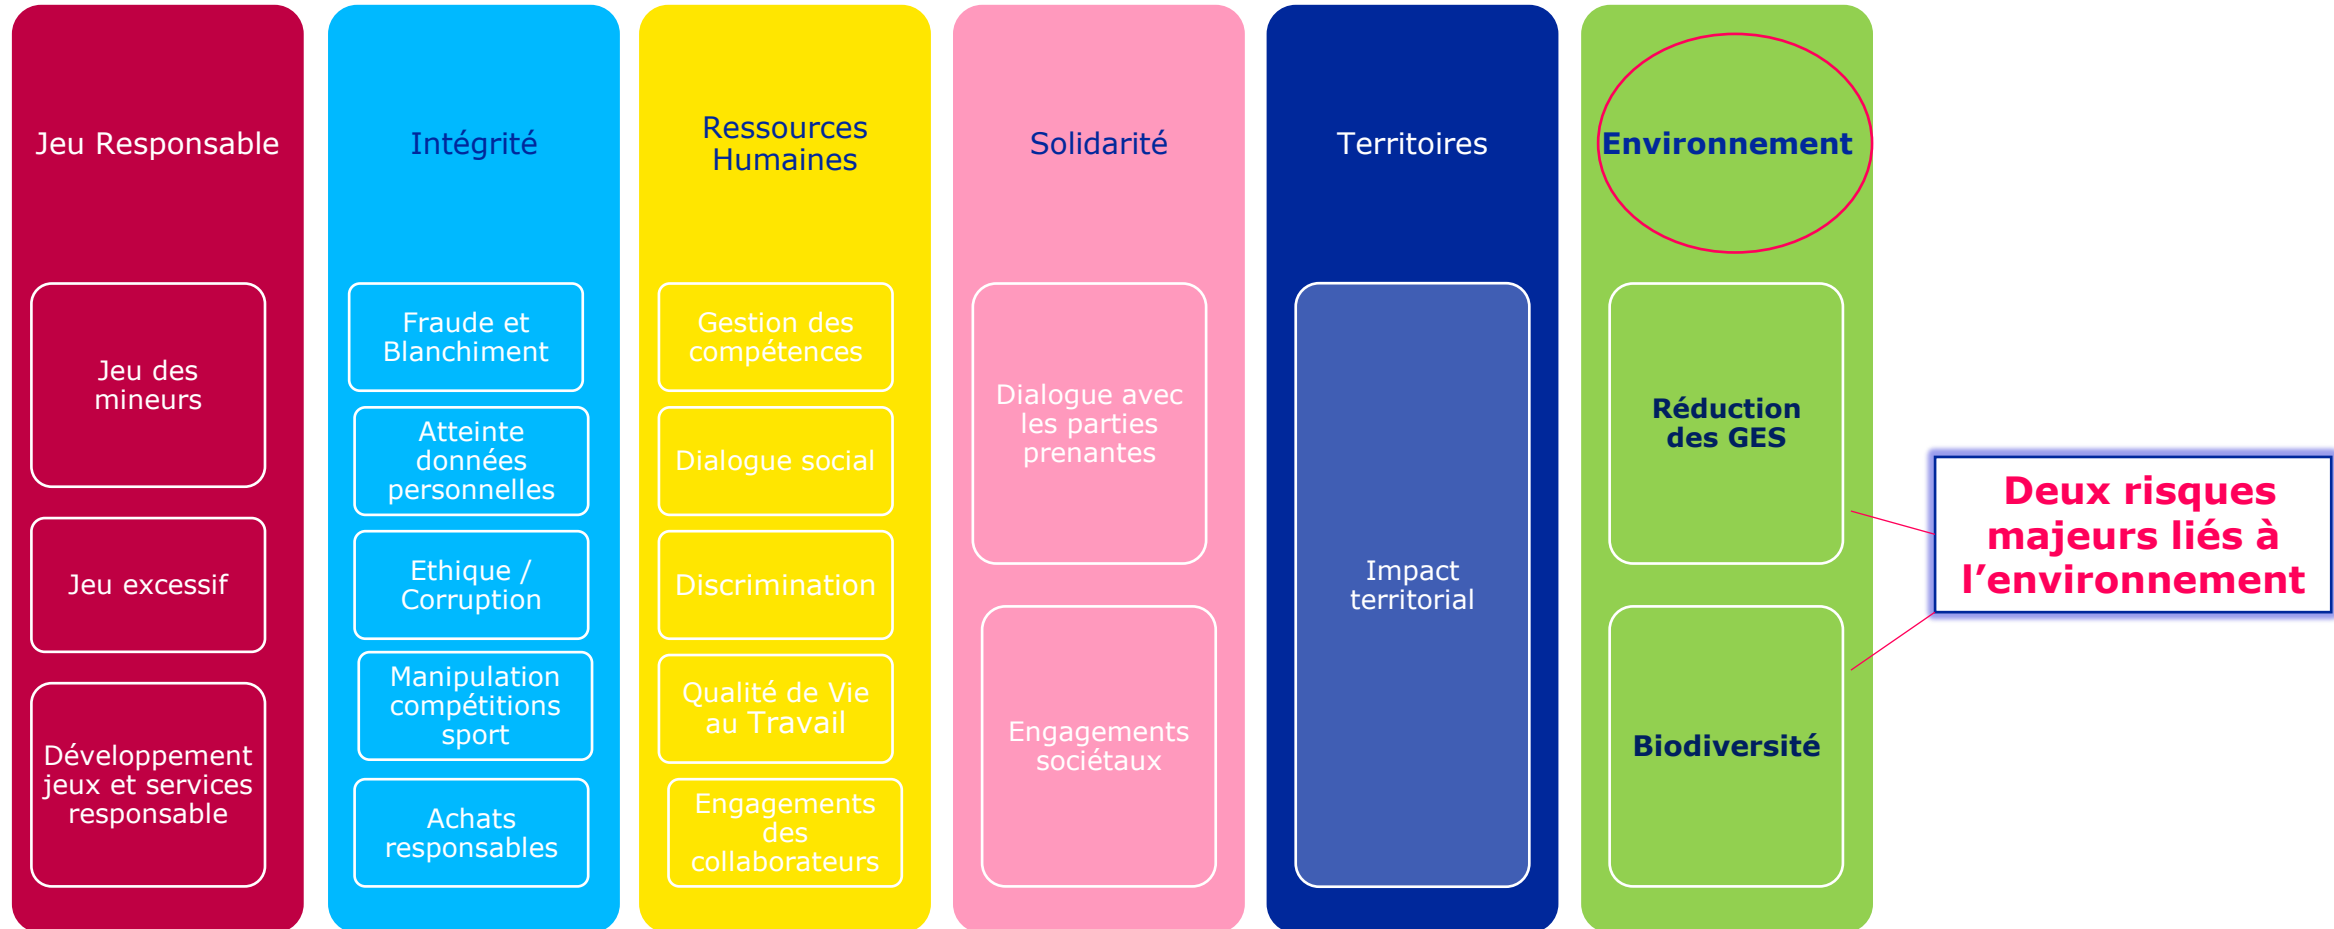 Jeu Responsable
Jeu des
mineurs
Jeu excessif
Développement
jeux et services
responsable
Intégrité
Fraude et
Blanchiment
Atteinte
données
personnelles
Ethique /
Corruption
Manipulation
compétitions
sport
Achats
responsables
Ressources
Humaines
Gestion des
compétences
Dialogue social
Discrimination
Qualité de Vie
au Travail
Engagements
des
collaborateurs
Solidarité
Dialogue avec
les parties
prenantes
Engagements
sociétaux
Territoires
Impact
territorial
Environnement
Réduction
des GES
Biodiversité
Deux risques
majeurs liés à
l’environnement